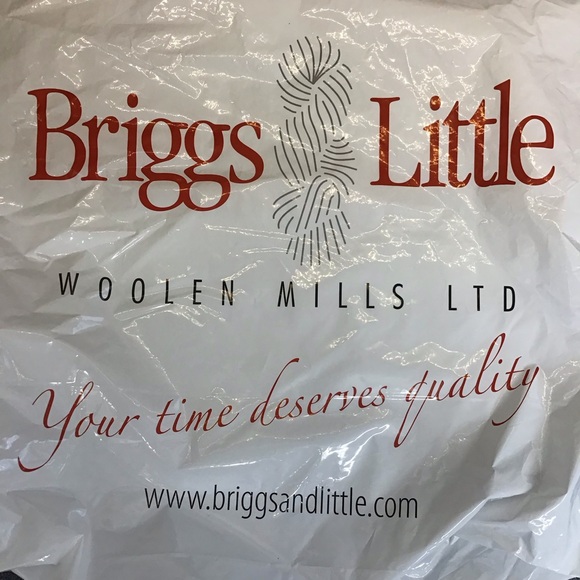 Briggs Little
WOOLEN MILLS LTD
Your time deserves quality
www.briggsandlittle.com